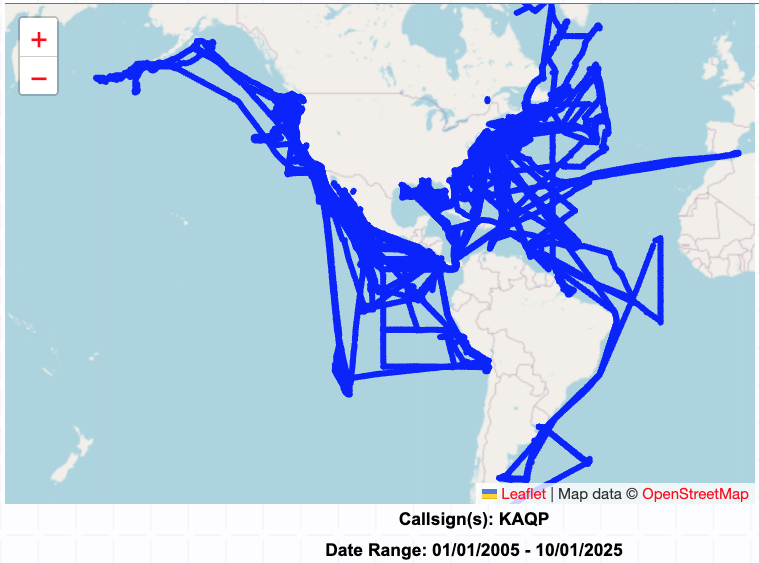 +
−
Leaflet | Map data © OpenStreetMap
Callsign(s): KAQP
Date Range: 01/01/2005 - 10/01/2025